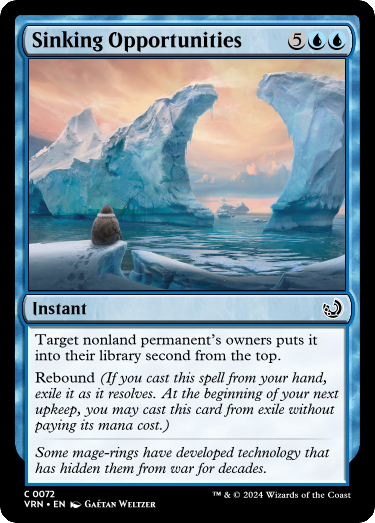 Sinking Opportunities 5
Instant
Target nonland permanent's owners puts it
into their library second from the top.
Rebound (If you cast this spell from your hand,
exile it as it resolves. At the beginning of your next
upkeep, you may cast this card from exile without
paying its mana cost.)
Some mage-rings have developed technology that
has hidden them from war for decades.
C 0072
VRN • EN Gaétan Weltzer
™ & © 2024 Wizards of the Coast